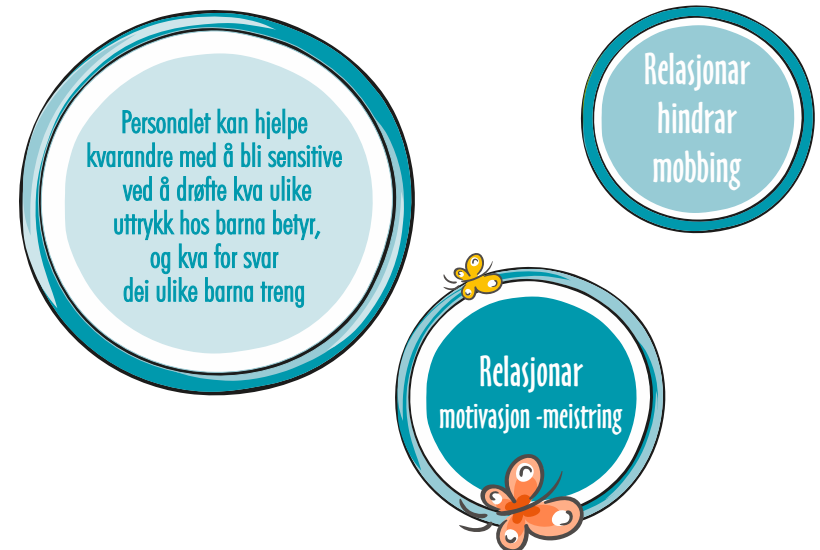 Personalet kan hjelpe
kvarandre med å bli sensitive
ved å drøfte kva ulike
uttrykk hos barna betyr,
og kva for svar
dei ulike barna treng
Relasjonar
hindrar
mobbing
Relasjonar
motivasjon -meistring